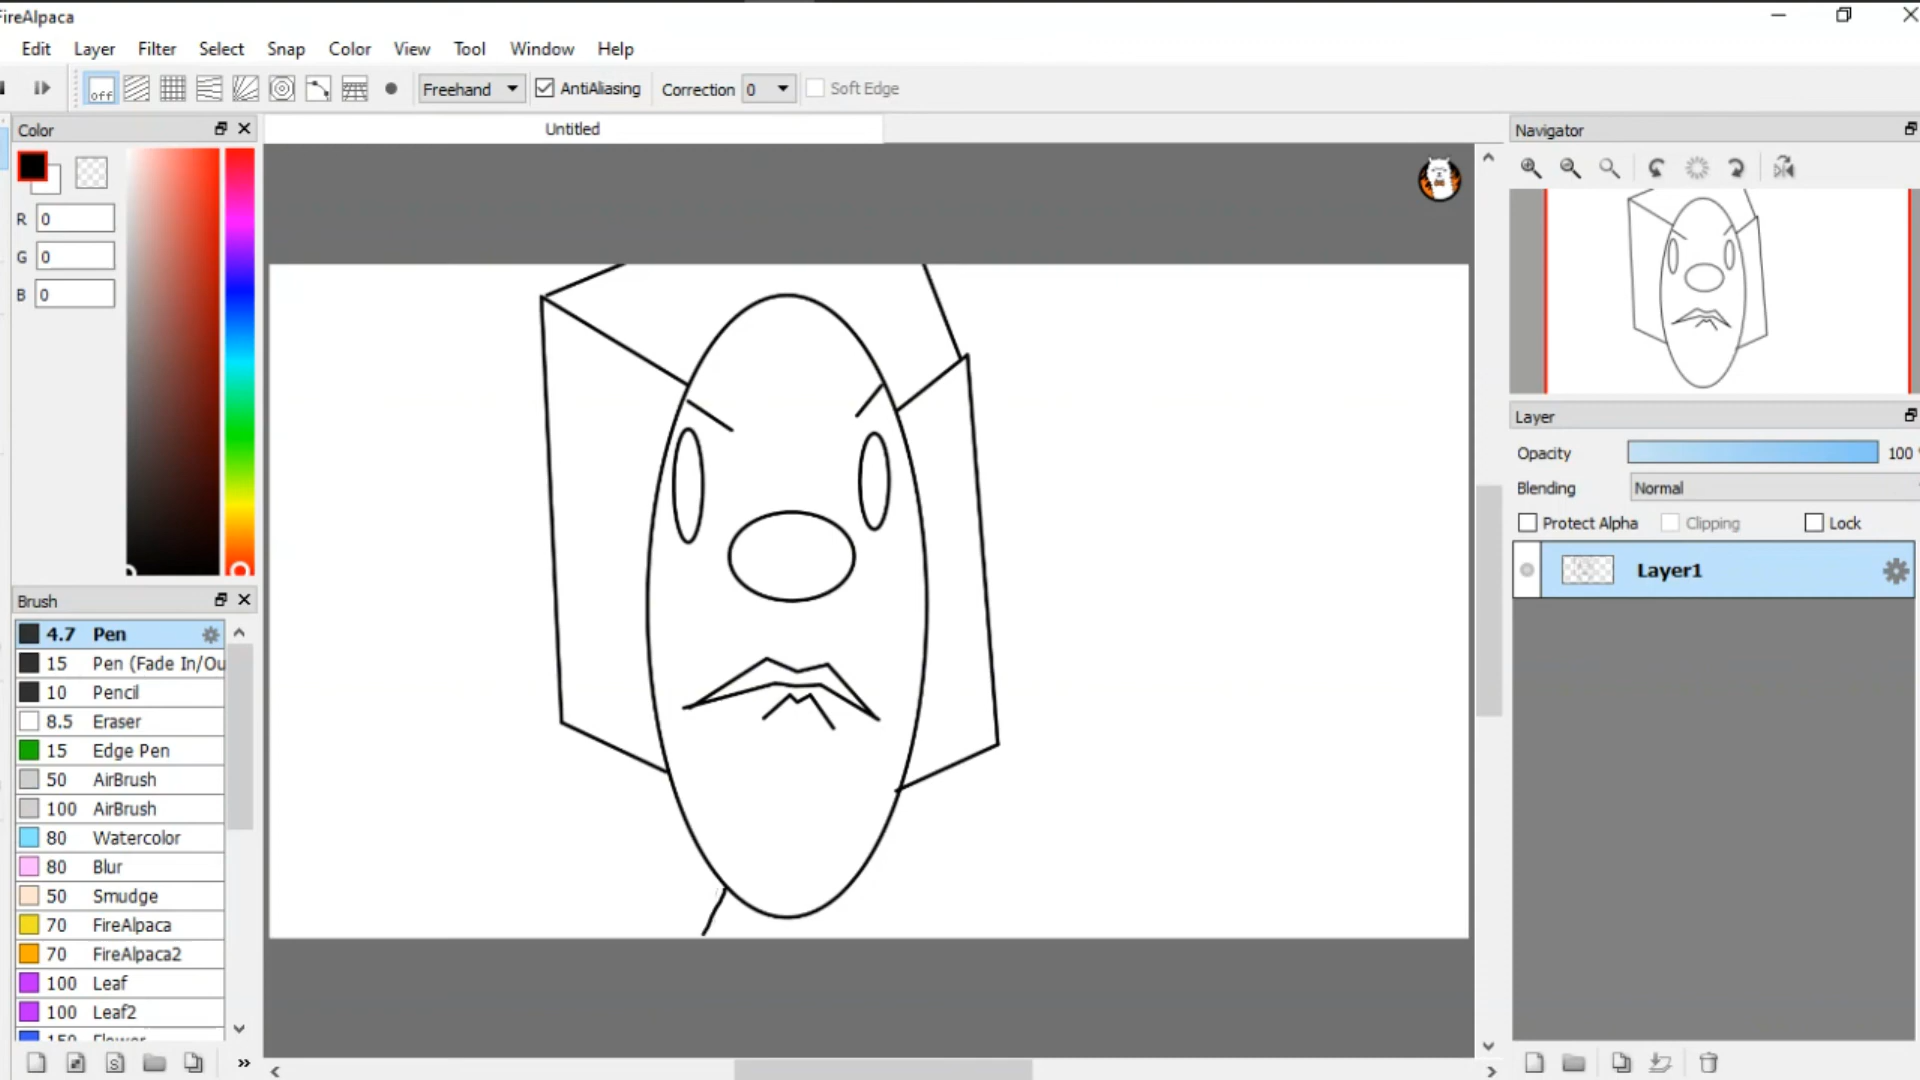 FireAlpaca
Edit Layer Filter Select Snap Color View Tool Window Help
off Freehand AntiAliasing Correction 0 Soft Edge
Color
Untitled
Navigator
R 0
G 0
B 0
Layer
Opacity 100
Blending Normal
Protect Alpha Clipping Lock
Layer1
Brush
4.7 Pen
15 Pen (Fade In/Ou
10 Pencil
8.5 Eraser
15 Edge Pen
50 AirBrush
100 AirBrush
80 Watercolor
80 Blur
50 Smudge
70 FireAlpaca
70 FireAlpaca2
100 Leaf
100 Leaf2
150 Flower